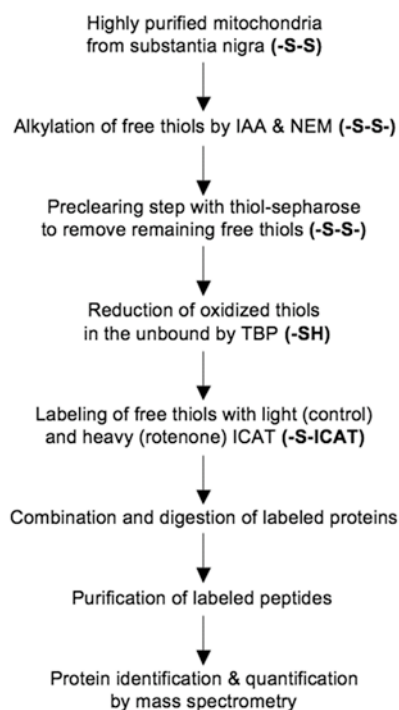 Highly purified mitochondria
from substantia nigra (-S-S)
Alkylation of free thiols by IAA & NEM (-S-S-)
Preclearing step with thiol-sepharose
to remove remaining free thiols (-S-S-)
Reduction of oxidized thiols
in the unbound by TBP (-SH)
Labeling of free thiols with light (control)
and heavy (rotenone) ICAT (-S-ICAT)
Combination and digestion of labeled proteins
Purification of labeled peptides
Protein identification & quantification
by mass spectrometry